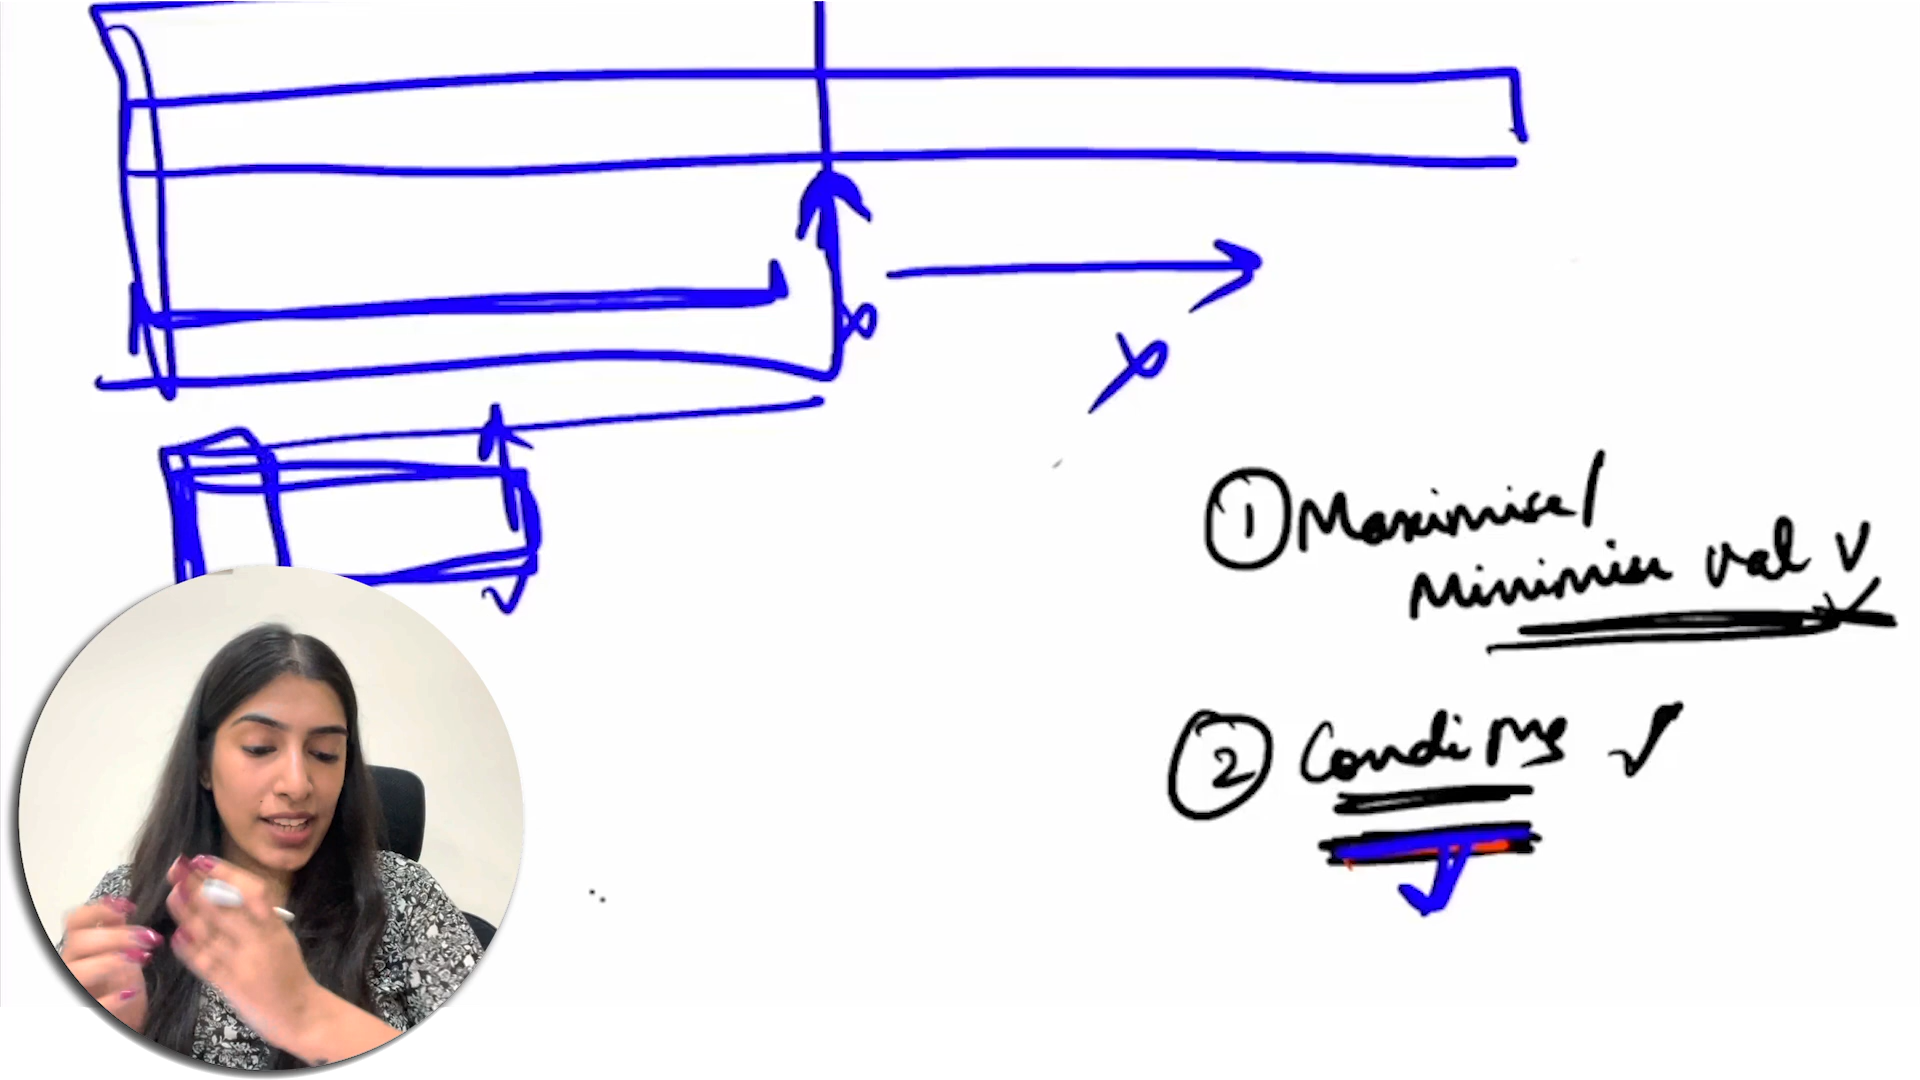 ① Maximise/
Minimise val ✓
② Conditions ✓